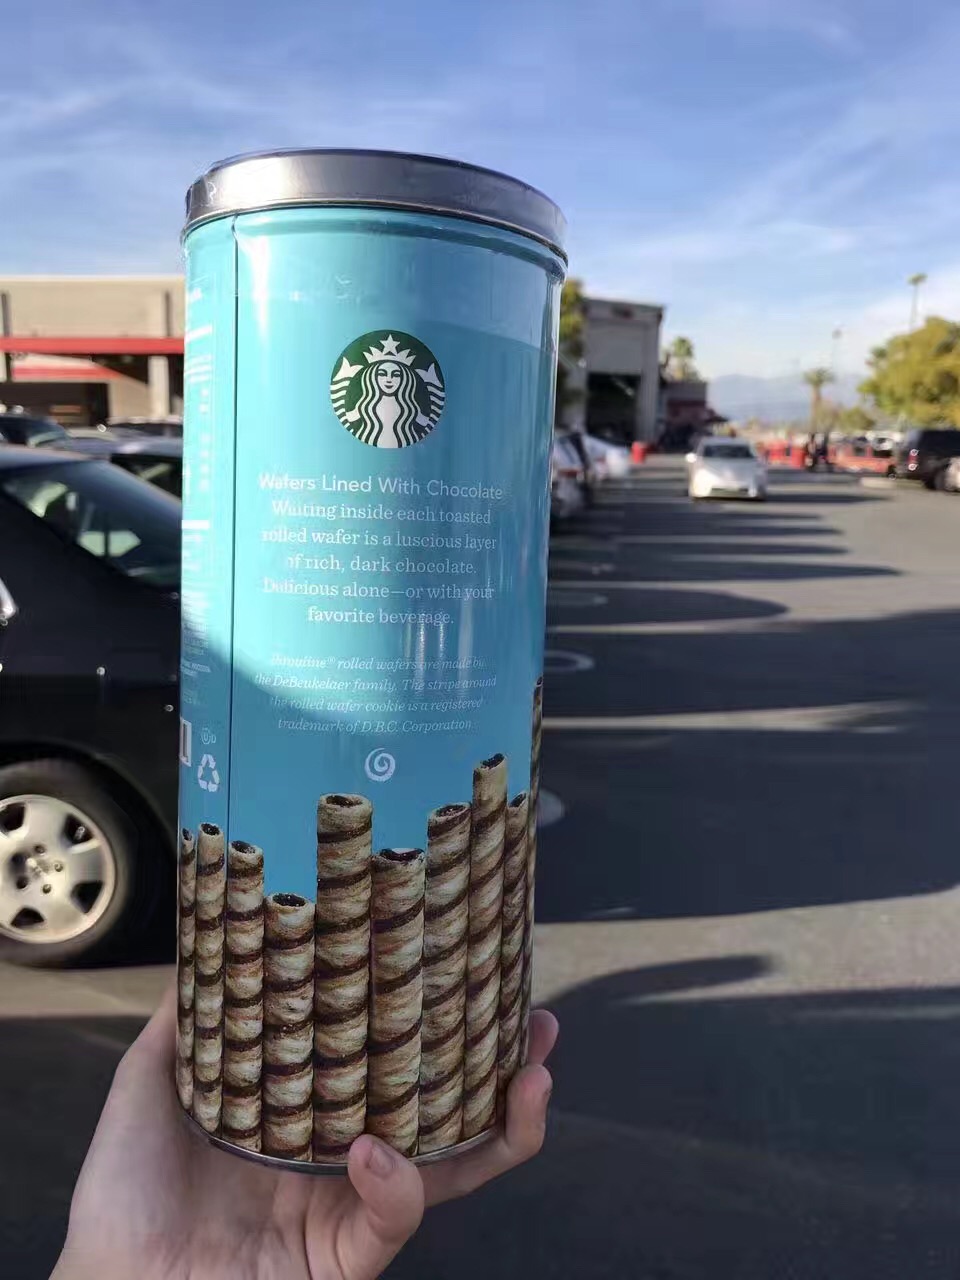 Wafers Lined With Chocolate
Waiting inside each toasted
rolled wafer is a luscious layer
of rich, dark chocolate.
Delicious alone—or with your
favorite beverage.
Pirouline® rolled wafers are made by
the DeBeukelaer family. The stripe around
the rolled wafer cookie is a registered
trademark of D.B.C. Corporation.